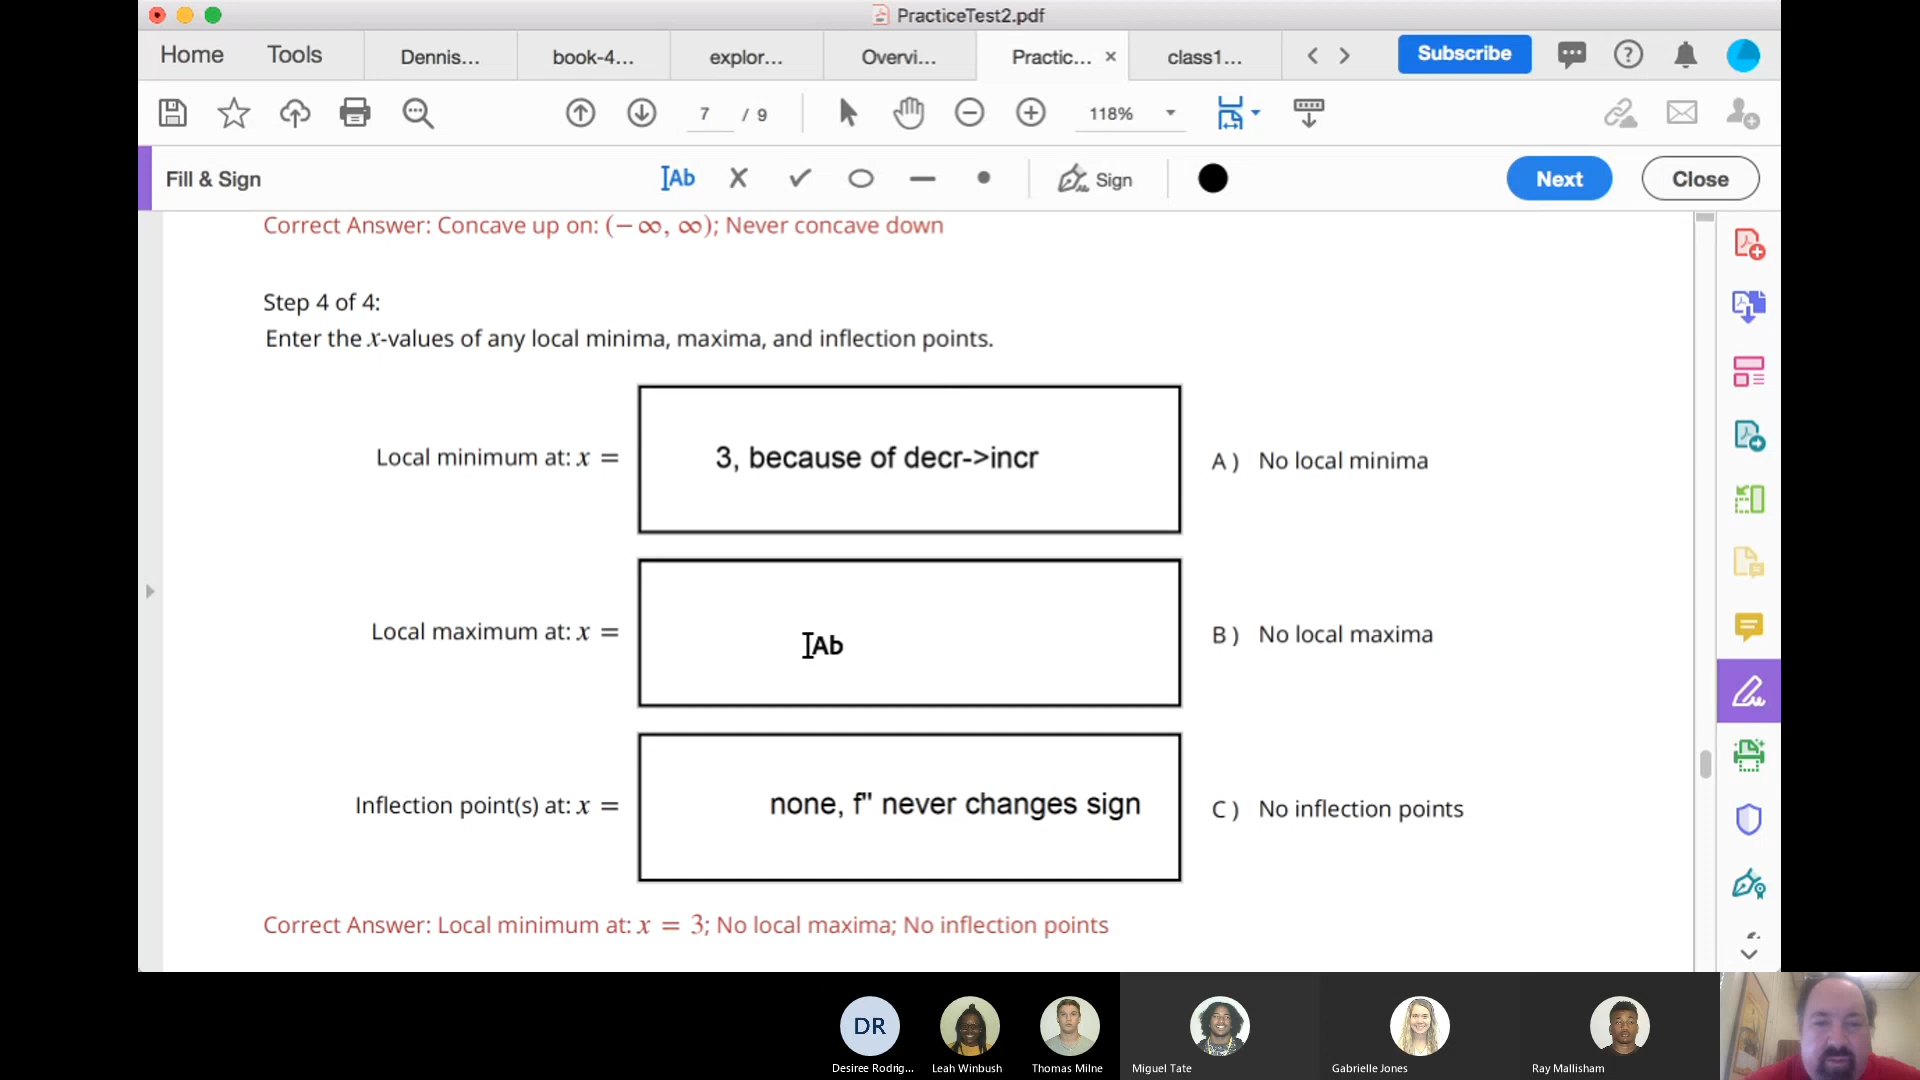 PracticeTest2.pdf
Home Tools Dennis... book-4... explor... Overvi... Practic... × class1... Subscribe
7 / 9 118%
Fill & Sign Ab Sign Next Close
Correct Answer: Concave up on: (− ∞, ∞); Never concave down
Step 4 of 4:
Enter the x-values of any local minima, maxima, and inflection points.
Local minimum at: x = 3, because of decr->incr A ) No local minima
Local maximum at: x = Ab B ) No local maxima
Inflection point(s) at: x = none, f" never changes sign C ) No inflection points
Correct Answer: Local minimum at: x = 3; No local maxima; No inflection points
DR
Desiree Rodrig... Leah Winbush Thomas Milne Miguel Tate Gabrielle Jones Ray Mallisham